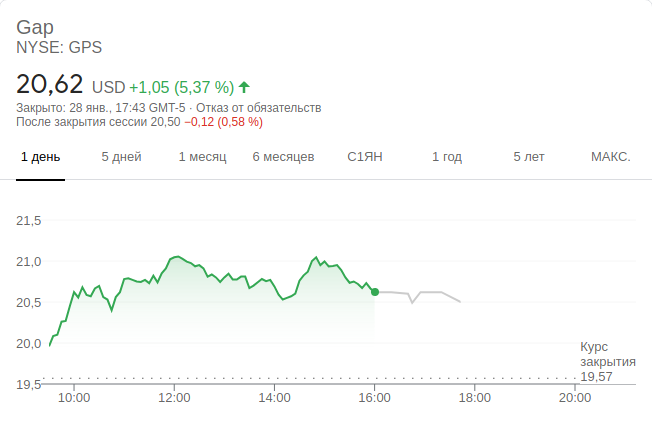 Gap
NYSE: GPS
20,62 USD +1,05 (5,37 %)
Закрыто: 28 янв., 17:43 GMT-5 · Отказ от обязательств
После закрытия сессии 20,50 −0,12 (0,58 %)
1 день 5 дней 1 месяц 6 месяцев С1ЯН 1 год 5 лет МАКС.
21,5
21,0
20,5
20,0
Курс
закрытия
19,57
19,5
10:00 12:00 14:00 16:00 18:00 20:00